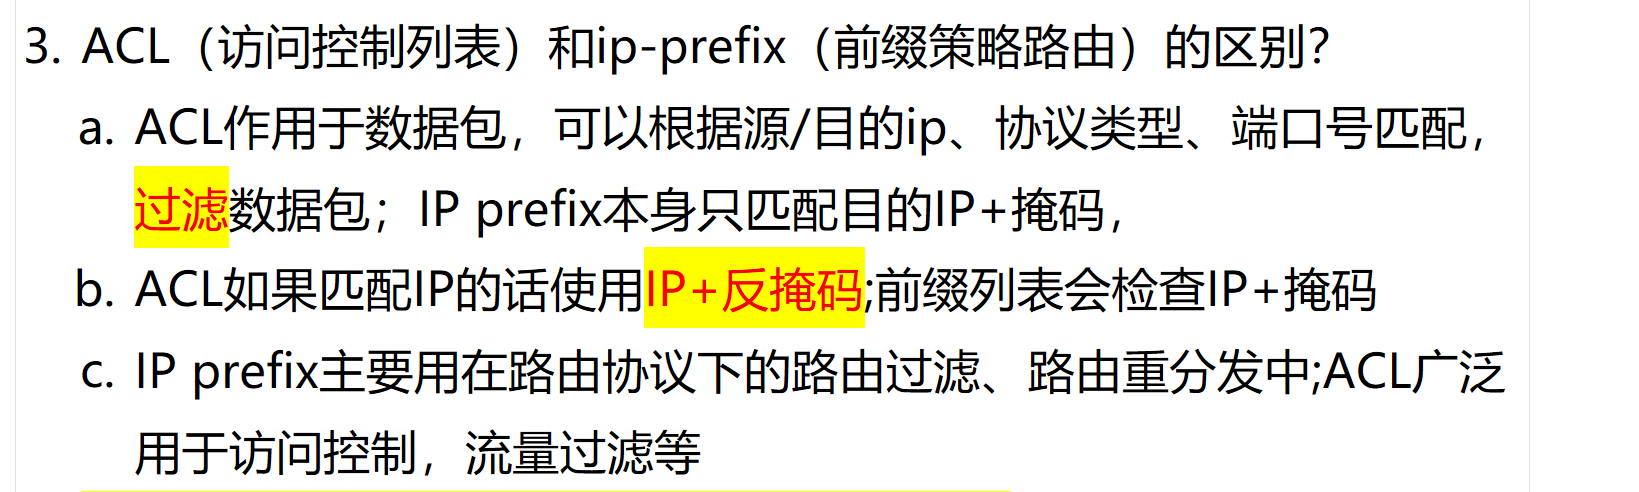 3. ACL（访问控制列表）和ip-prefix（前缀策略路由）的区别？
a. ACL作用于数据包，可以根据源/目的ip、协议类型、端口号匹配，
过滤数据包；IP prefix本身只匹配目的IP+掩码，
b. ACL如果匹配IP的话使用IP+反掩码;前缀列表会检查IP+掩码
c. IP prefix主要用在路由协议下的路由过滤、路由重分发中;ACL广泛
用于访问控制，流量过滤等